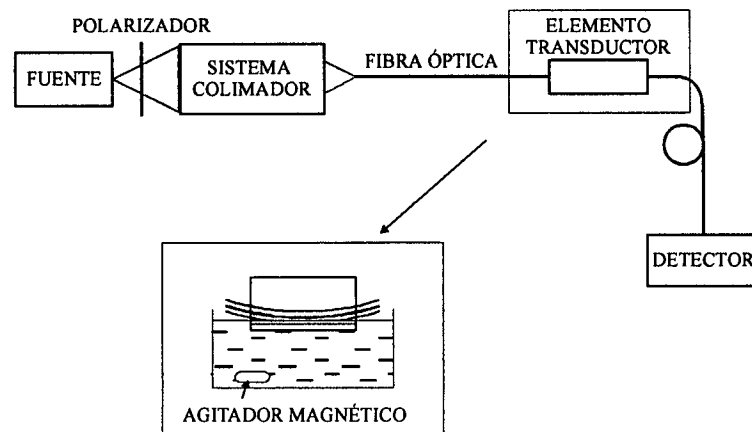 POLARIZADOR
FUENTE
SISTEMA
COLIMADOR
FIBRA ÓPTICA
ELEMENTO
TRANSDUCTOR
DETECTOR
AGITADOR MAGNÉTICO